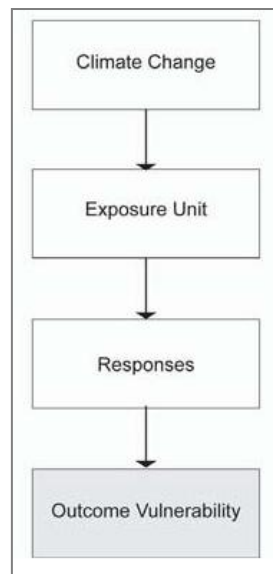 Climate Change
Exposure Unit
Responses
Outcome Vulnerability